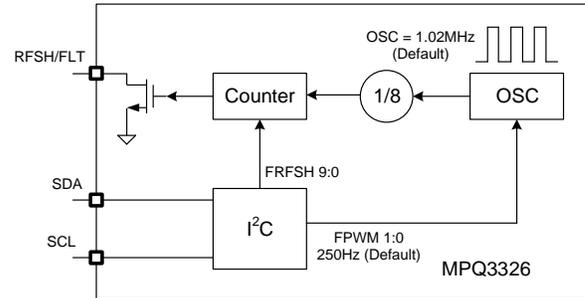 OSC = 1.02MHz
(Default)
RFSH/FLT
Counter
1/8
OSC
FRFSH 9:0
SDA
I²C
FPWM 1:0
250Hz (Default)
SCL
MPQ3326